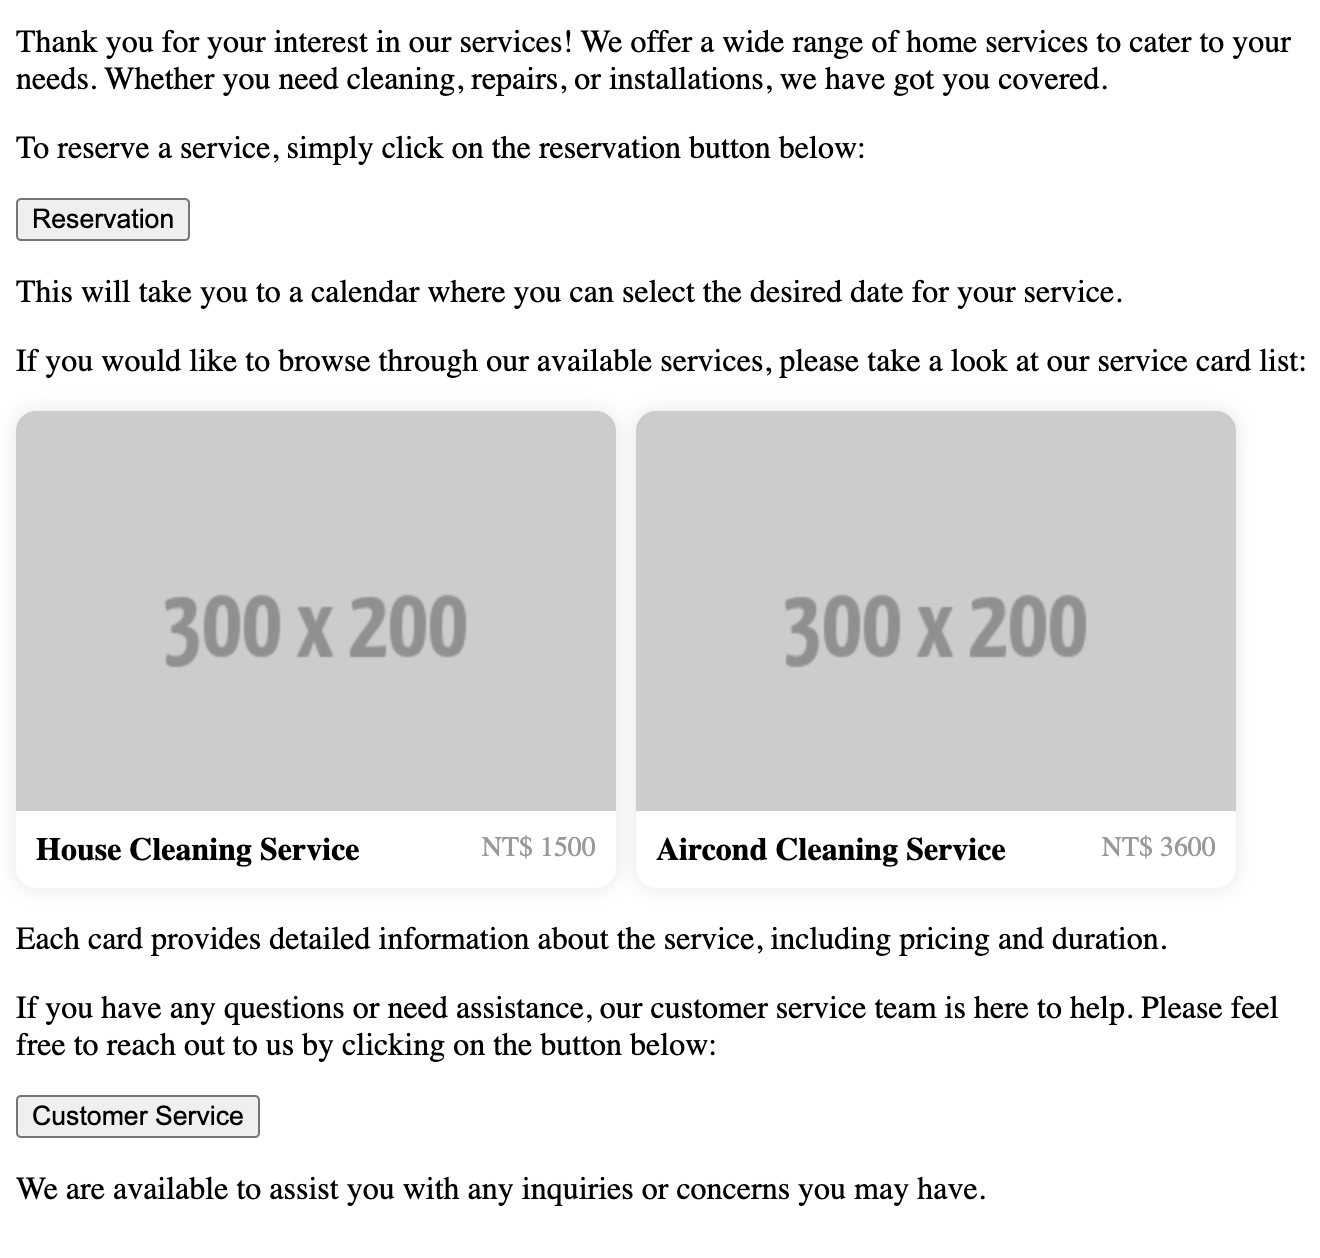 Thank you for your interest in our services! We offer a wide range of home services to cater to your
needs. Whether you need cleaning, repairs, or installations, we have got you covered.
To reserve a service, simply click on the reservation button below:
Reservation
This will take you to a calendar where you can select the desired date for your service.
If you would like to browse through our available services, please take a look at our service card list:
300 x 200
300 x 200
House Cleaning Service
NT$ 1500
Aircond Cleaning Service
NT$ 3600
Each card provides detailed information about the service, including pricing and duration.
If you have any questions or need assistance, our customer service team is here to help. Please feel
free to reach out to us by clicking on the button below:
Customer Service
We are available to assist you with any inquiries or concerns you may have.